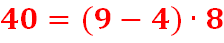 40 = (9 − 4) · 8